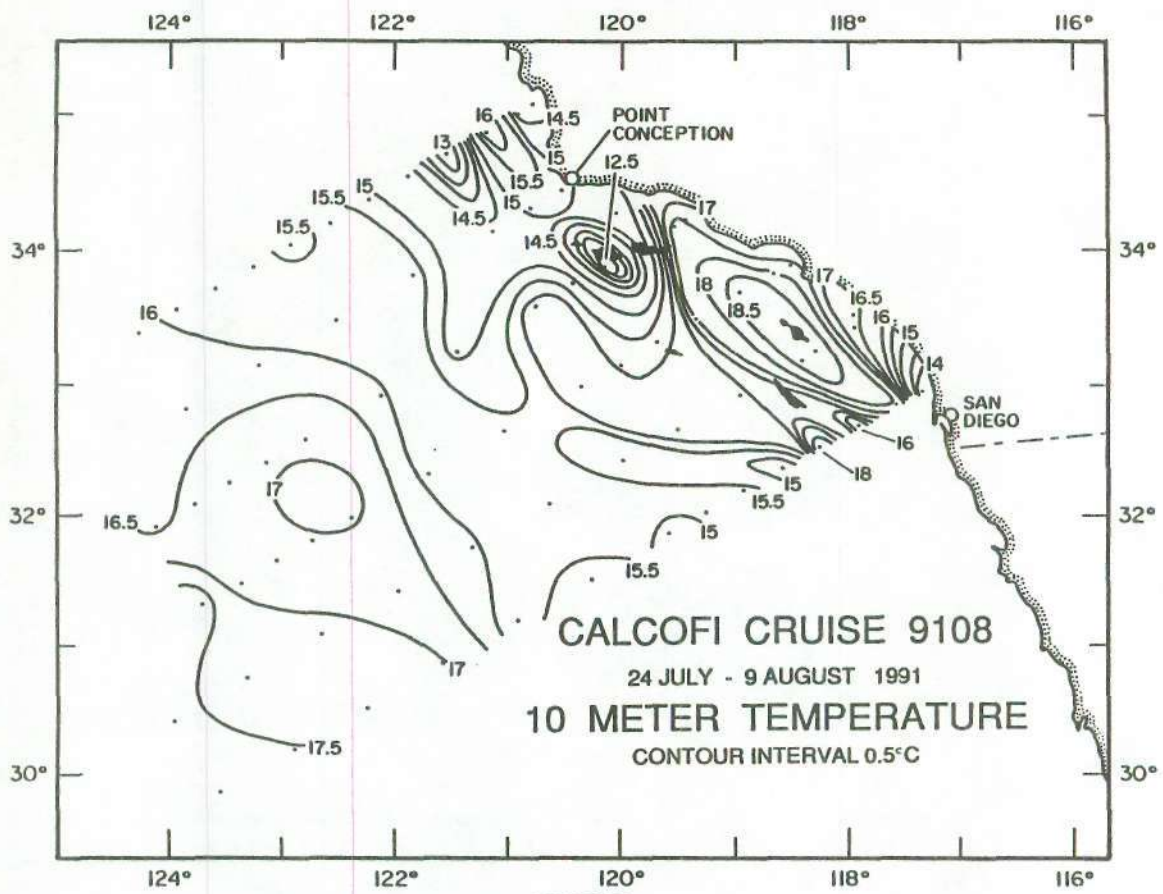 124° 122° 120° 118° 116°
POINT
CONCEPTION
16 14.5
13
15 12.5
15.5
15
15.5 14.5 15 17
15.5 14.5
34° 34°
17
18 16.5
18.5 16
16 15
14
SAN
DIEGO
16
18
17 15
15.5
16.5
32° 32°
15
15.5
CALCOFI CRUISE 9108
17
24 JULY - 9 AUGUST 1991
10 METER TEMPERATURE
17.5
CONTOUR INTERVAL 0.5°C
30° 30°
124° 122° 120° 118° 116°